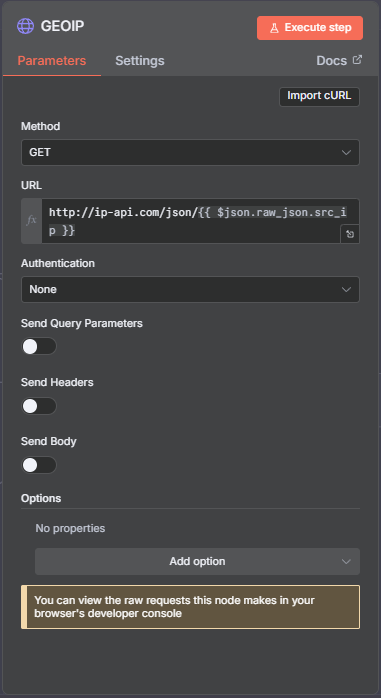 GEOIP
Execute step
Parameters
Settings
Docs
Import cURL
Method
GET
URL
fx
http://ip-api.com/json/{{ $json.raw_json.src_i
p }}
Authentication
None
Send Query Parameters
Send Headers
Send Body
Options
No properties
Add option
You can view the raw requests this node makes in your
browser's developer console